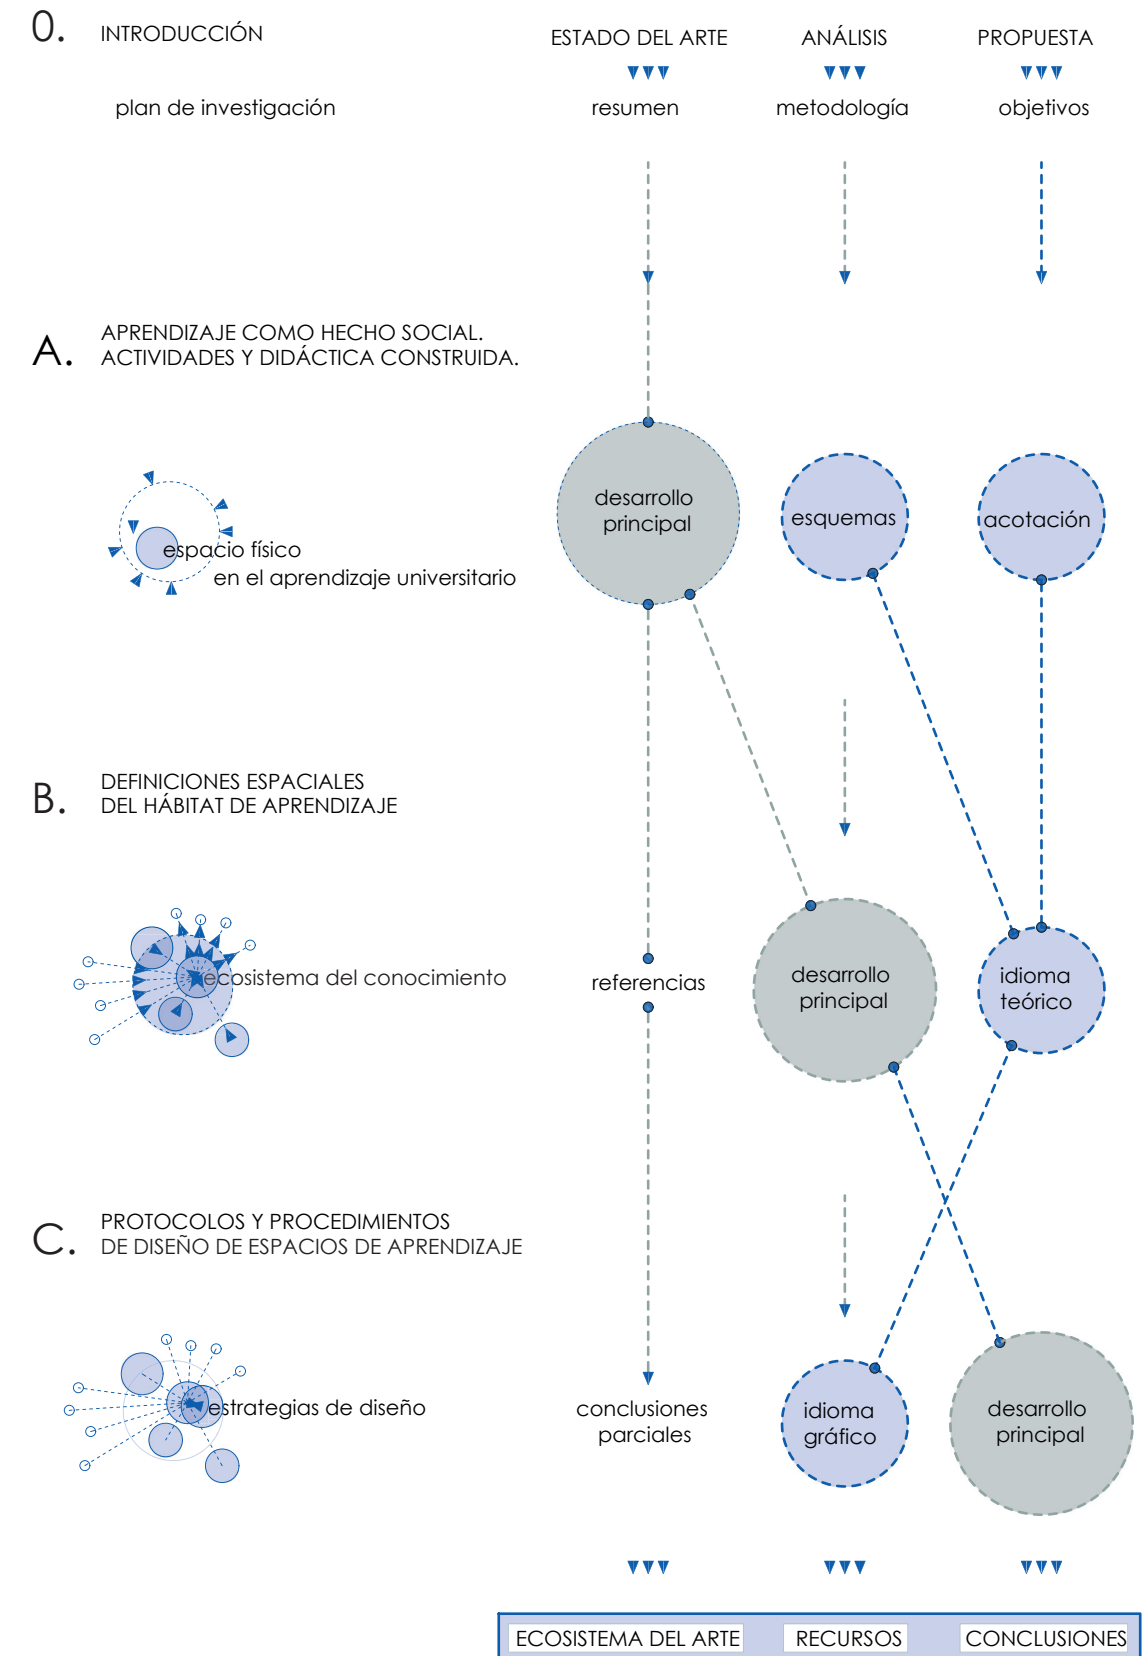 0. INTRODUCCIÓN
ESTADO DEL ARTE
ANÁLISIS
PROPUESTA
plan de investigación
resumen
metodología
objetivos
A. APRENDIZAJE COMO HECHO SOCIAL.
ACTIVIDADES Y DIDÁCTICA CONSTRUIDA.
desarrollo
principal
esquemas
acotación
espacio físico
en el aprendizaje universitario
B. DEFINICIONES ESPACIALES
DEL HÁBITAT DE APRENDIZAJE
ecosistema del conocimiento
referencias
desarrollo
principal
idioma
teórico
C. PROTOCOLOS Y PROCEDIMIENTOS
DE DISEÑO DE ESPACIOS DE APRENDIZAJE
estrategias de diseño
conclusiones
parciales
idioma
gráfico
desarrollo
principal
ECOSISTEMA DEL ARTE
RECURSOS
CONCLUSIONES